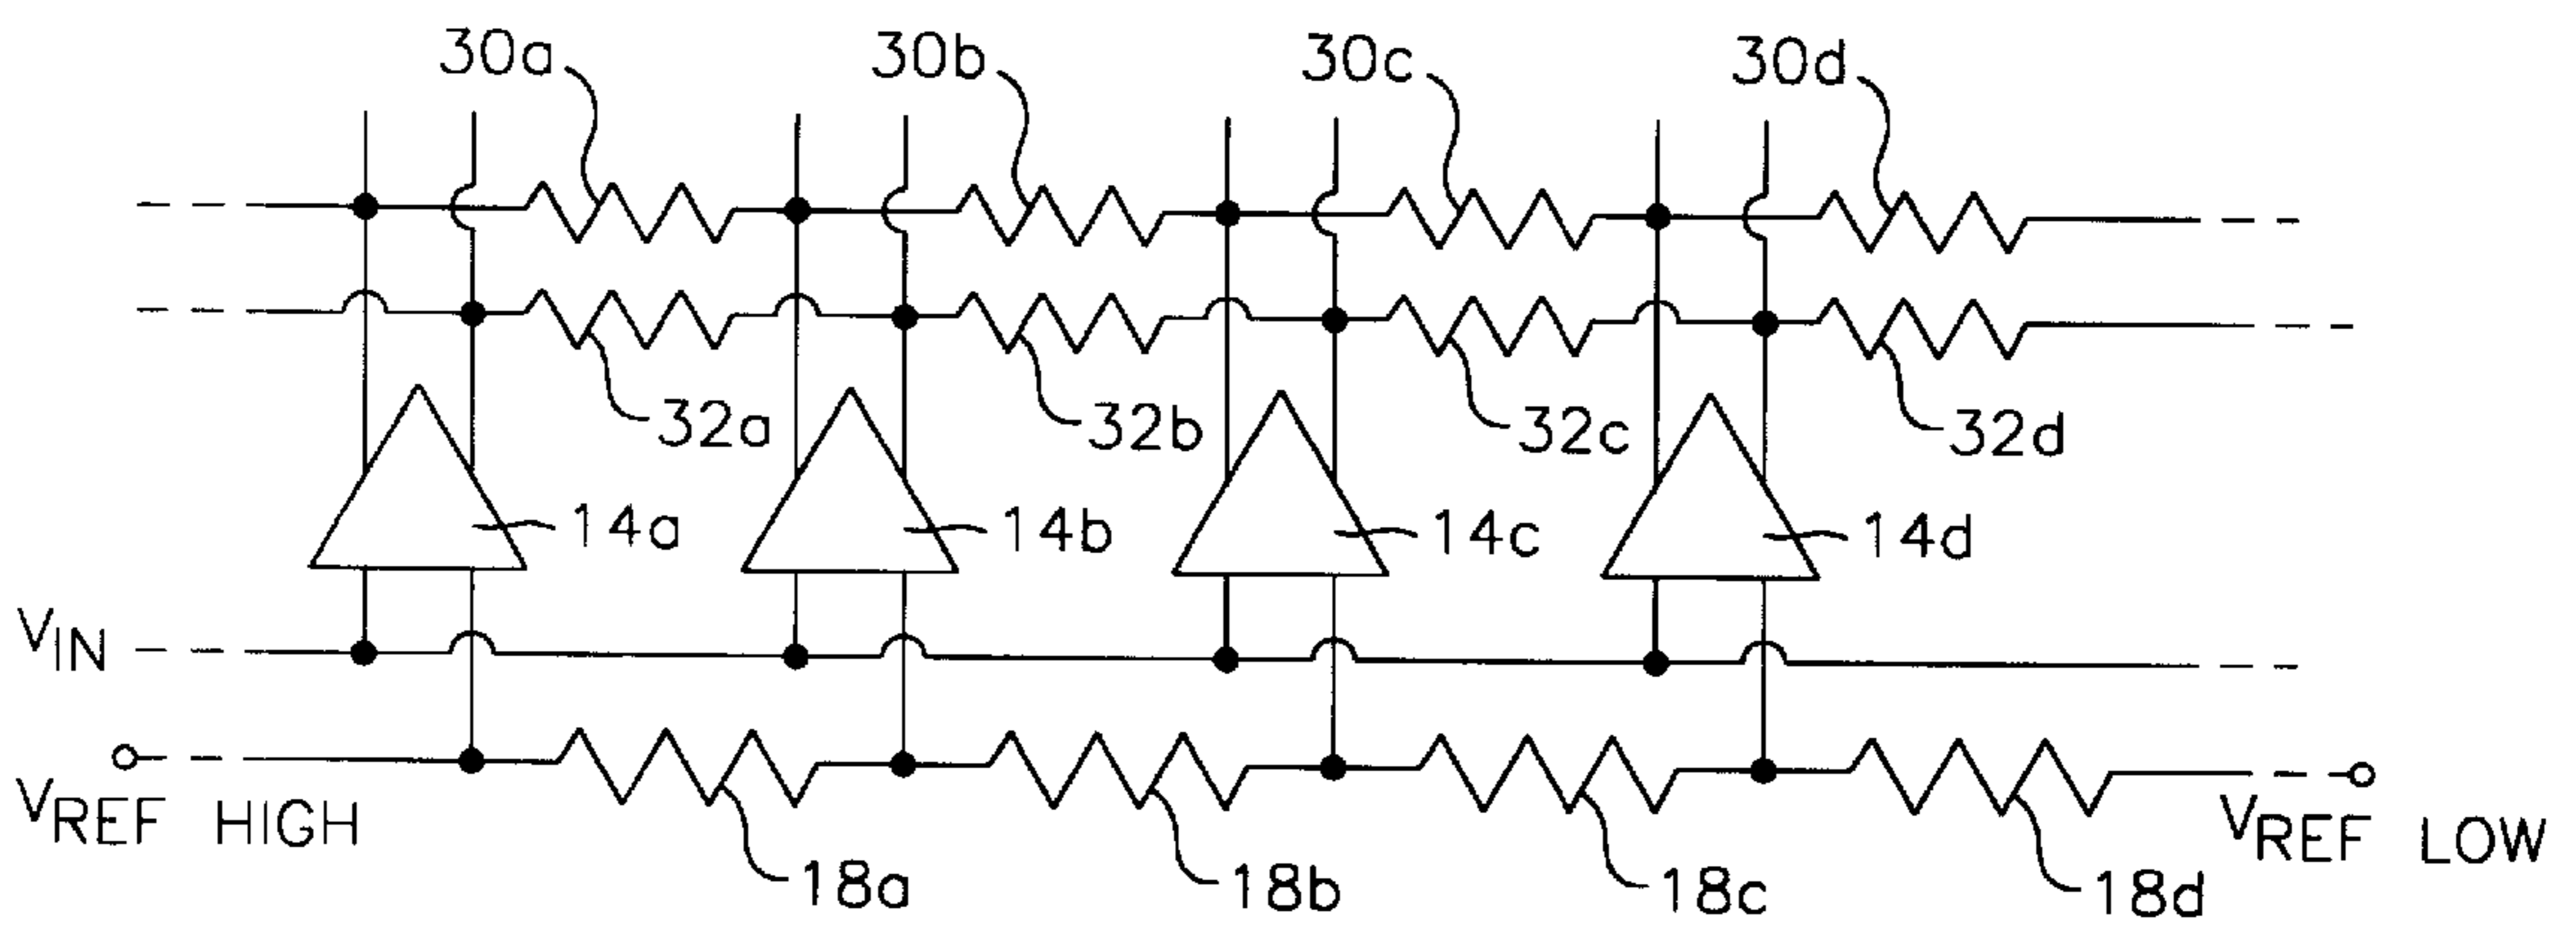 30a 30b 30c 30d
32a 32b 32c 32d
14a 14b 14c 14d
VIN
VREF HIGH VREF LOW
18a 18b 18c 18d